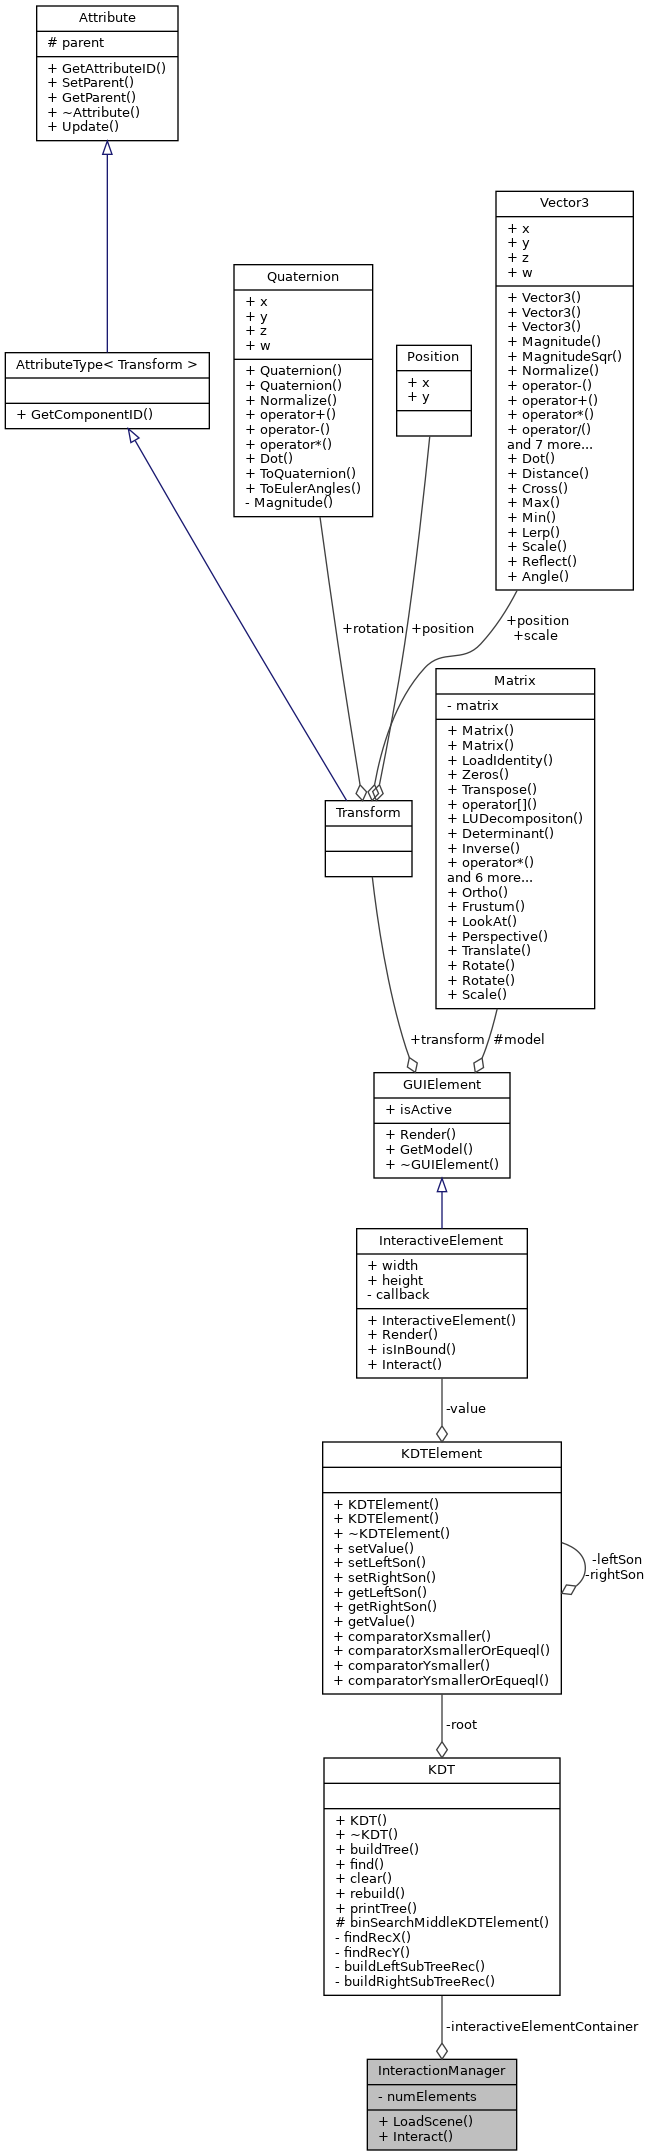 Attribute
# parent
+ GetAttributeID()
+ SetParent()
+ GetParent()
+ ~Attribute()
+ Update()
Vector3
+ x
+ y
+ z
+ w
+ Vector3()
+ Vector3()
+ Vector3()
+ Magnitude()
+ MagnitudeSqr()
+ Normalize()
+ operator-()
+ operator+()
+ operator*()
+ operator/()
and 7 more...
+ Dot()
+ Distance()
+ Cross()
+ Max()
+ Min()
+ Lerp()
+ Scale()
+ Reflect()
+ Angle()
Quaternion
+ x
+ y
+ z
+ w
+ Quaternion()
+ Quaternion()
+ Normalize()
+ operator+()
+ operator-()
+ operator*()
+ Dot()
+ ToQuaternion()
+ ToEulerAngles()
- Magnitude()
Position
+ x
+ y
AttributeType< Transform >
+ GetComponentID()
+rotation
+position
+position
+scale
Matrix
- matrix
+ Matrix()
+ Matrix()
+ LoadIdentity()
+ Zeros()
+ Transpose()
+ operator[]()
+ LUDecompositon()
+ Determinant()
+ Inverse()
+ operator*()
and 6 more...
+ Ortho()
+ Frustum()
+ LookAt()
+ Perspective()
+ Translate()
+ Rotate()
+ Rotate()
+ Scale()
Transform
+transform
#model
GUIElement
+ isActive
+ Render()
+ GetModel()
+ ~GUIElement()
InteractiveElement
+ width
+ height
- callback
+ InteractiveElement()
+ Render()
+ isInBound()
+ Interact()
-value
KDTElement
+ KDTElement()
+ KDTElement()
+ ~KDTElement()
+ setValue()
+ setLeftSon()
+ setRightSon()
+ getLeftSon()
+ getRightSon()
+ getValue()
+ comparatorXsmaller()
+ comparatorXsmallerOrEqueql()
+ comparatorYsmaller()
+ comparatorYsmallerOrEqueql()
-leftSon
-rightSon
-root
KDT
+ KDT()
+ ~KDT()
+ buildTree()
+ find()
+ clear()
+ rebuild()
+ printTree()
# binSearchMiddleKDTElement()
- findRecX()
- findRecY()
- buildLeftSubTreeRec()
- buildRightSubTreeRec()
-interactiveElementContainer
InteractionManager
- numElements
+ LoadScene()
+ Interact()